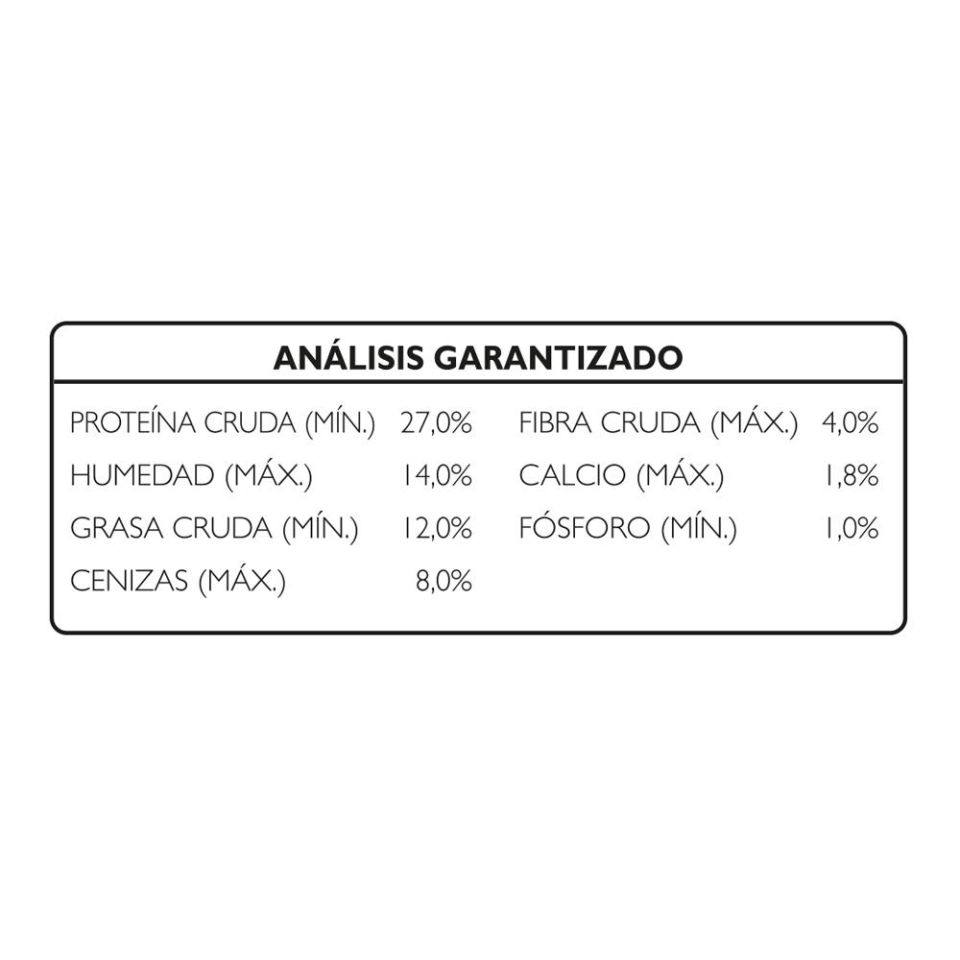 ANÁLISIS GARANTIZADO
PROTEÍNA CRUDA (MÍN.) 27,0%
HUMEDAD (MÁX.) 14,0%
GRASA CRUDA (MÍN.) 12,0%
CENIZAS (MÁX.) 8,0%
FIBRA CRUDA (MÁX.) 4,0%
CALCIO (MÁX.) 1,8%
FÓSFORO (MÍN.) 1,0%